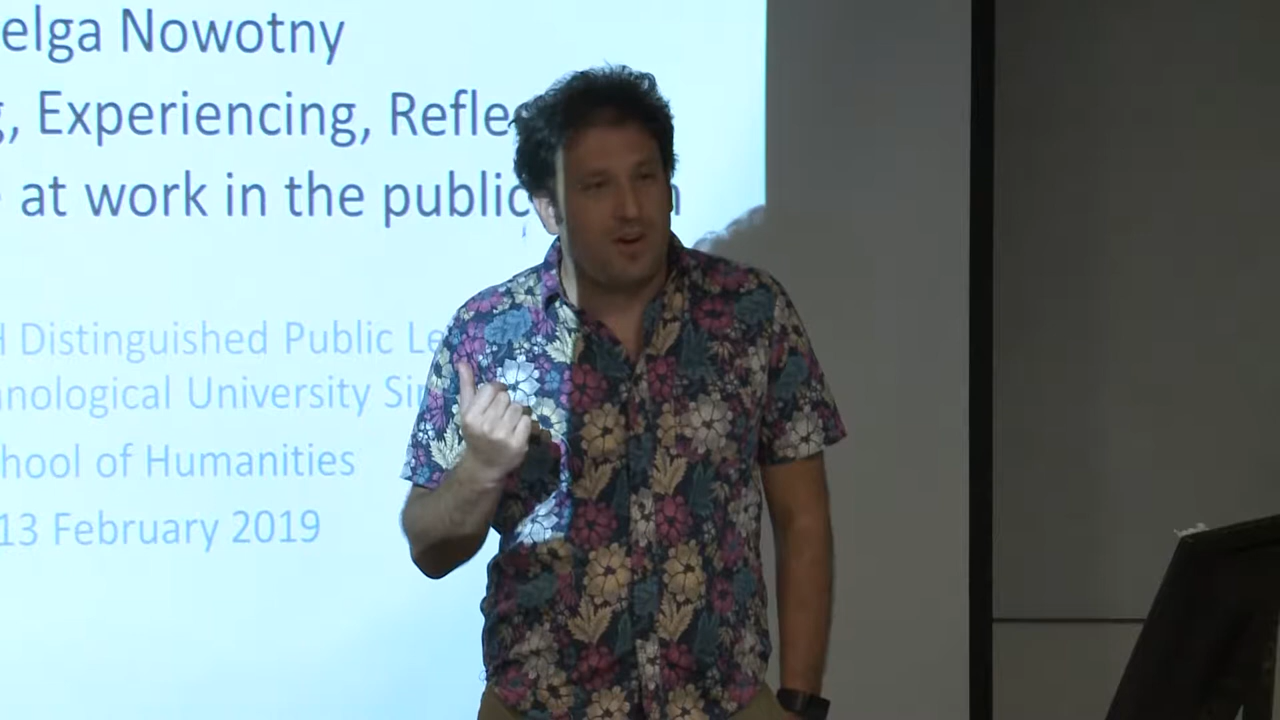 elga Nowotny
, Experiencing, Refle
at work in the public
Distinguished Public Le
nological University Si
hool of Humanities
13 February 2019